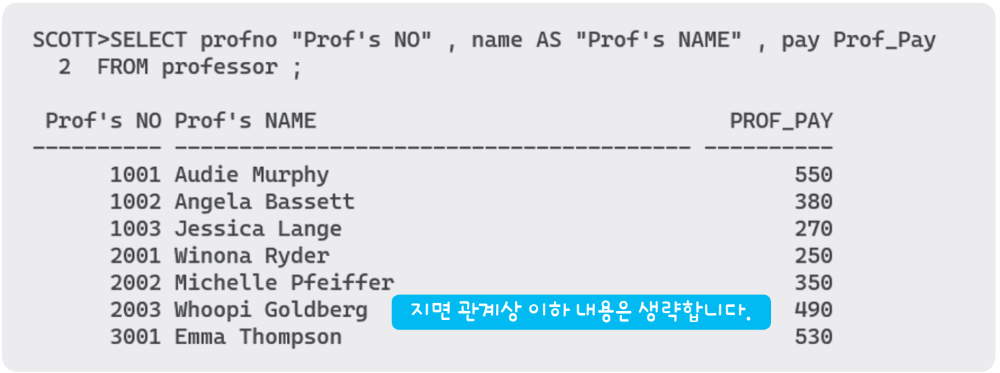 SCOTT>SELECT profno "Prof's NO" , name AS "Prof's NAME" , pay Prof_Pay
2 FROM professor ;
Prof's NO Prof's NAME PROF_PAY
---------- ---------------------------------------- ----------
1001 Audie Murphy 550
1002 Angela Bassett 380
1003 Jessica Lange 270
2001 Winona Ryder 250
2002 Michelle Pfeiffer 350
2003 Whoopi Goldberg 지면 관계상 이하 내용은 생략합니다. 490
3001 Emma Thompson 530